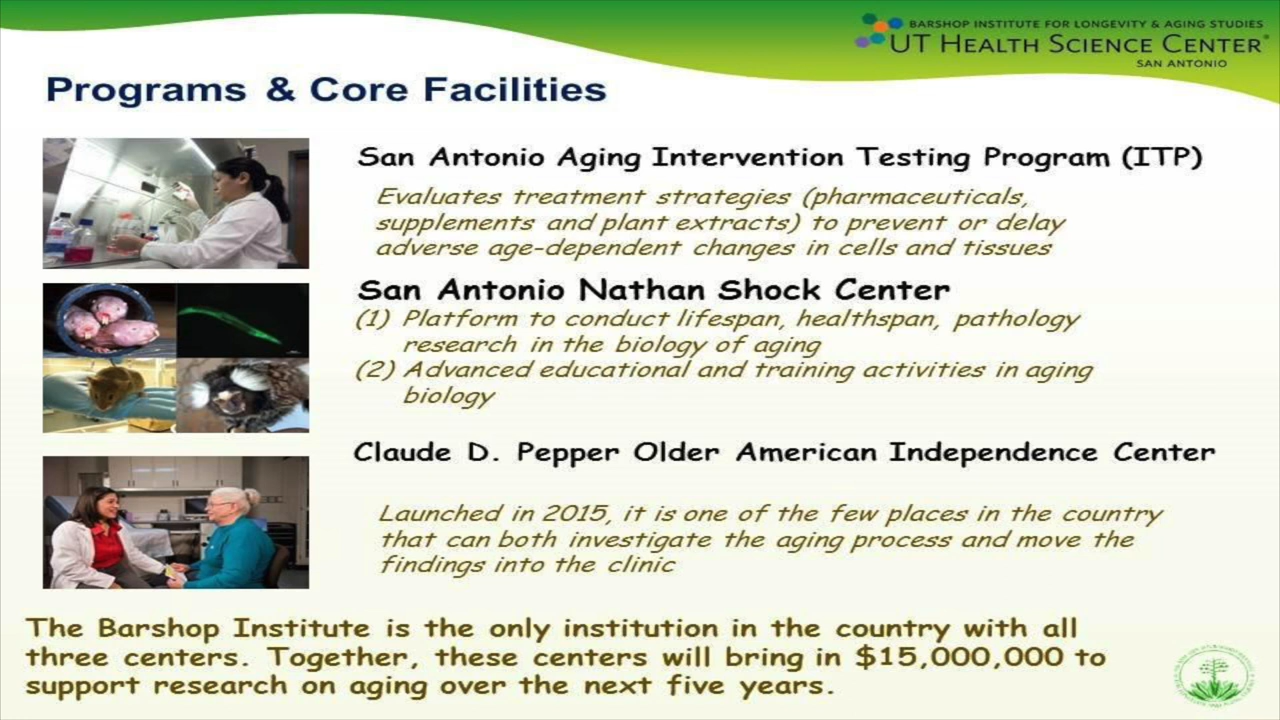 BARSHOP INSTITUTE FOR LONGEVITY & AGING STUDIES
UT HEALTH SCIENCE CENTER
SAN ANTONIO
Programs & Core Facilities
San Antonio Aging Intervention Testing Program (ITP)
Evaluates treatment strategies (pharmaceuticals,
supplements and plant extracts) to prevent or delay
adverse age-dependent changes in cells and tissues
San Antonio Nathan Shock Center
(1) Platform to conduct lifespan, healthspan, pathology
research in the biology of aging
(2) Advanced educational and training activities in aging
biology
Claude D. Pepper Older American Independence Center
Launched in 2015, it is one of the few places in the country
that can both investigate the aging process and move the
findings into the clinic
The Barshop Institute is the only institution in the country with all
three centers. Together, these centers will bring in $15,000,000 to
support research on aging over the next five years.